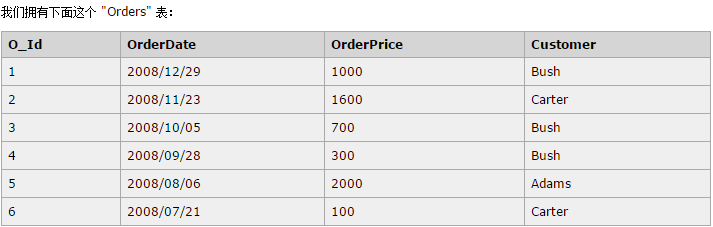 我们拥有下面这个 "Orders" 表：
O_Id OrderDate OrderPrice Customer
1 2008/12/29 1000 Bush
2 2008/11/23 1600 Carter
3 2008/10/05 700 Bush
4 2008/09/28 300 Bush
5 2008/08/06 2000 Adams
6 2008/07/21 100 Carter